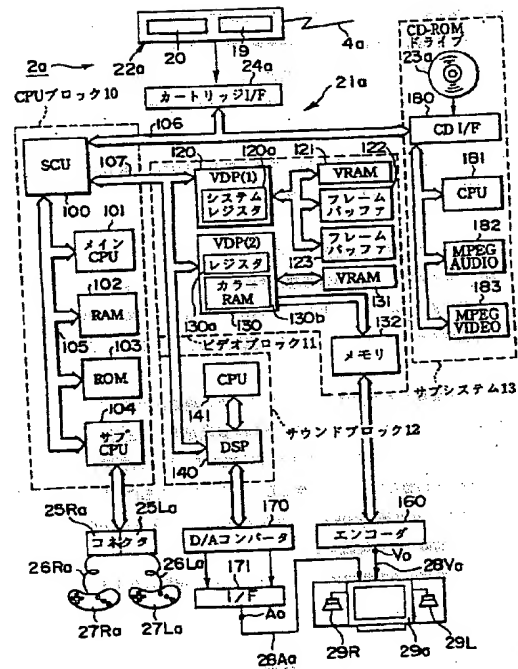 CD-ROM
ドライブ
20
19
4a
22a
24a
2a
21a
23a
カートリッジI/F
CPUブロック10
106
180
CD I/F
SCU
107
120
120a
121
122
100
VDP(1)
システム
レジスタ
VRAM
フレーム
バッファ
181
CPU
101
メイン
CPU
VDP(2)
レジスタ
カラー
RAM
123
フレーム
バッファ
VRAM
131
182
MPEG
AUDIO
102
RAM
130a
130
130b
132
183
MPEG
VIDEO
105
103
ROM
ビデオブロック11
メモリ
104
サブ
CPU
CPU
141
DSP
140
サウンドブロック12
サブシステム13
25Ra
25La
コネクタ
170
D/Aコンバータ
160
エンコーダ
26Ra
26La
171
I/F
Va
28Va
27Ra
27La
Aa
28Aa
29R
29a
29L